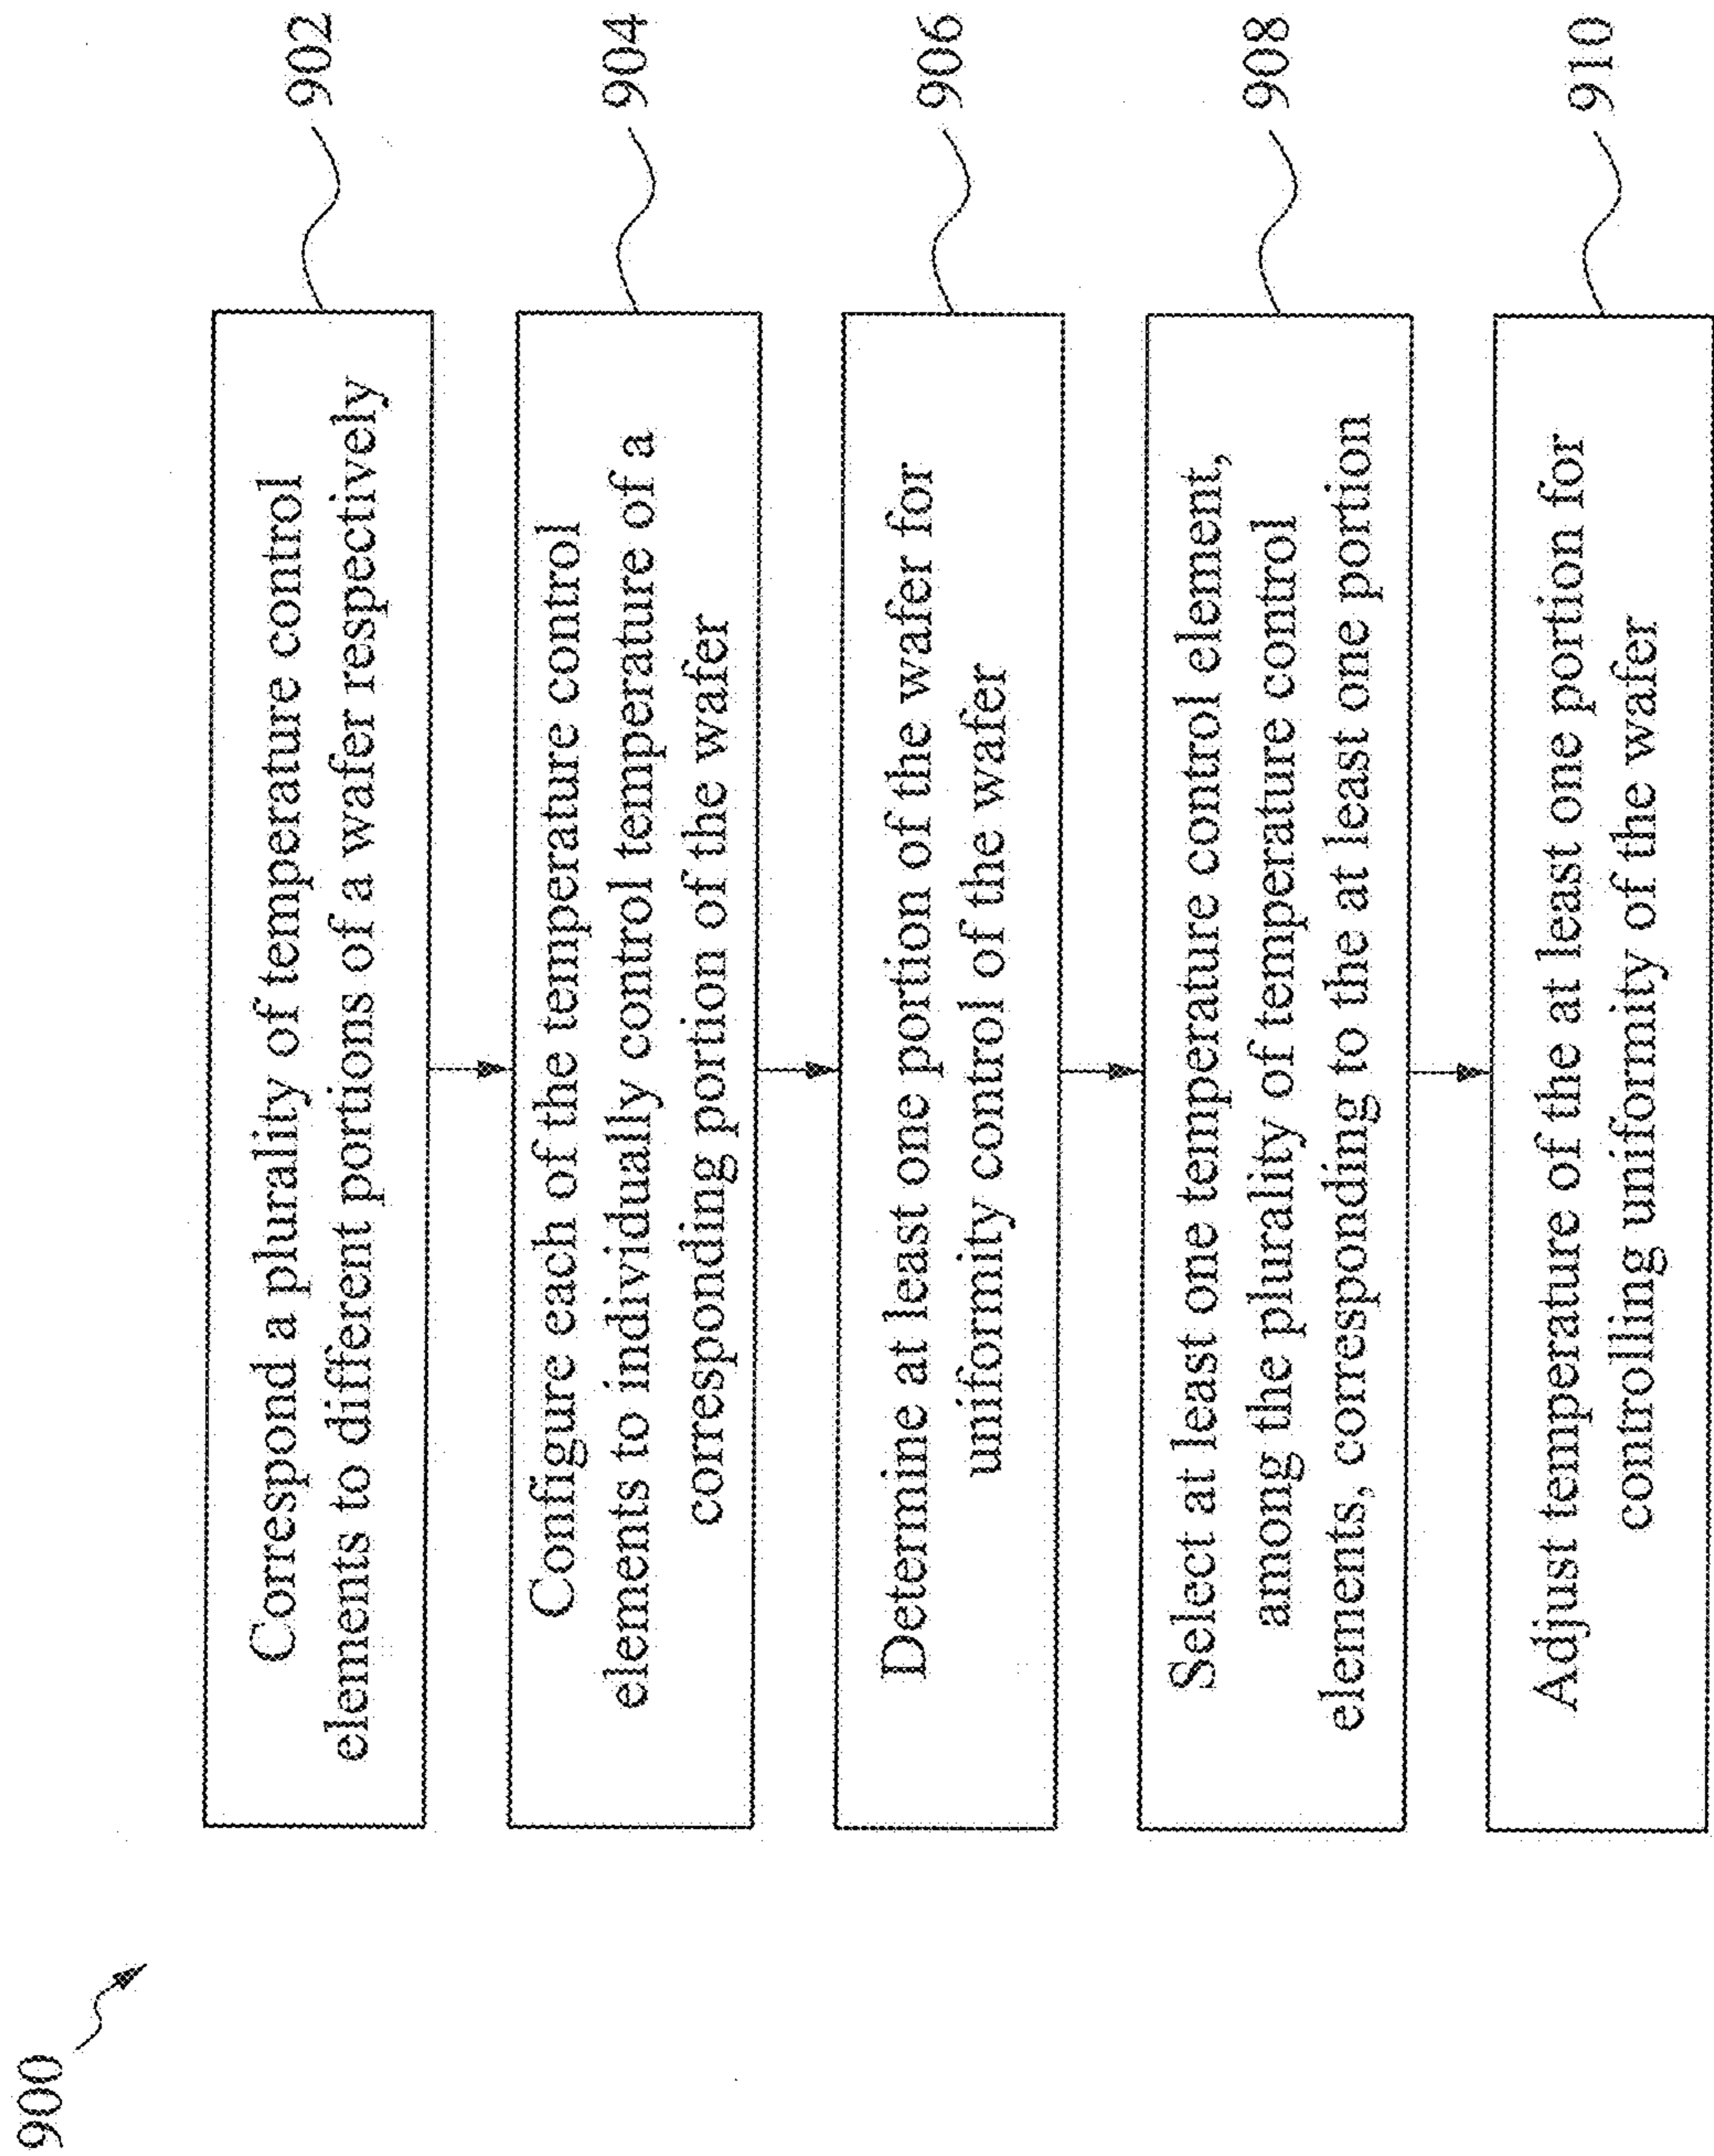 900
Correspond a plurality of temperature control
elements to different portions of a wafer respectively
902
Configure each of the temperature control
elements to individually control temperature of a
corresponding portion of the wafer
904
Determine at least one portion of the wafer for
uniformity control of the wafer
906
Select at least one temperature control element,
among the plurality of temperature control
elements, corresponding to the at least one portion
908
Adjust temperature of the at least one portion for
controlling uniformity of the wafer
910